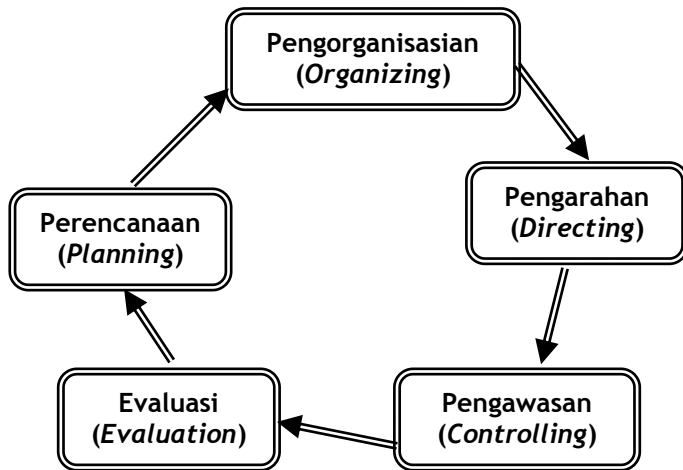 Pengorganisasian
(Organizing)
Pengarahan
(Directing)
Perencanaan
(Planning)
Evaluasi
(Evaluation)
Pengawasan
(Controlling)